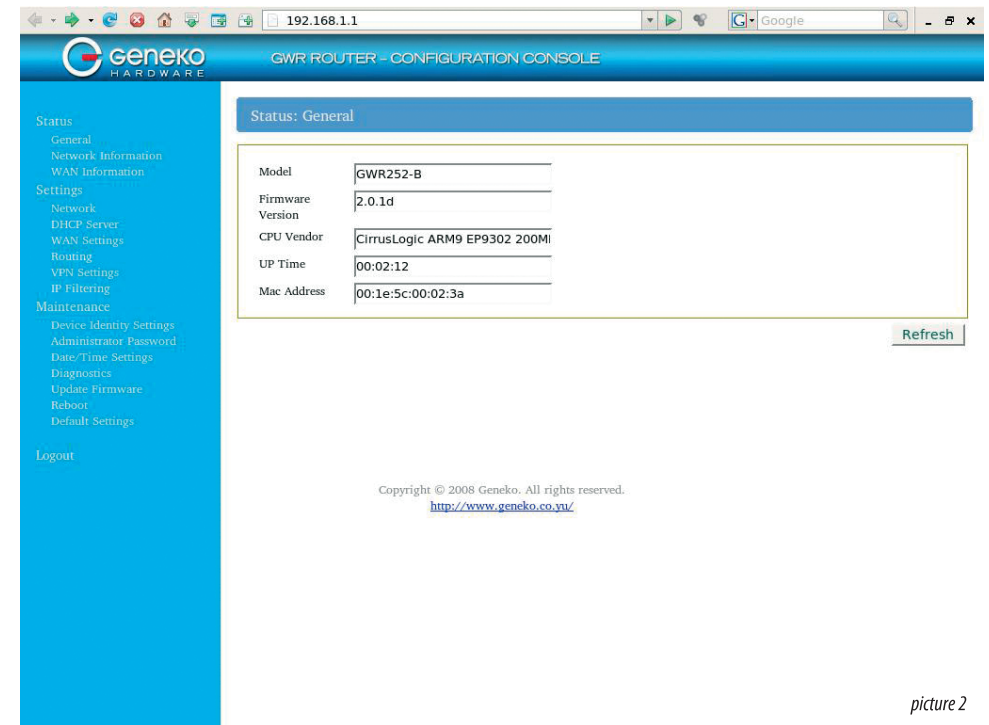 192.168.1.1
Google
GENEKO
HARDWARE
GWR ROUTER – CONFIGURATION CONSOLE
Status
General
Network Information
WAN Information
Settings
Network
DHCP Server
WAN Settings
Routing
VPN Settings
IP Filtering
Maintenance
Device Identity Settings
Administrator Password
Date/Time Settings
Diagnostics
Update Firmware
Reboot
Default Settings
Logout
Status: General
Model GWR252-B
Firmware Version 2.0.1d
CPU Vendor CirrusLogic ARM9 EP9302 200M
UP Time 00:02:12
Mac Address 00:1e:5c:00:02:3a
Refresh
Copyright © 2008 Geneko. All rights reserved.
http://www.geneko.co.yu/
picture 2